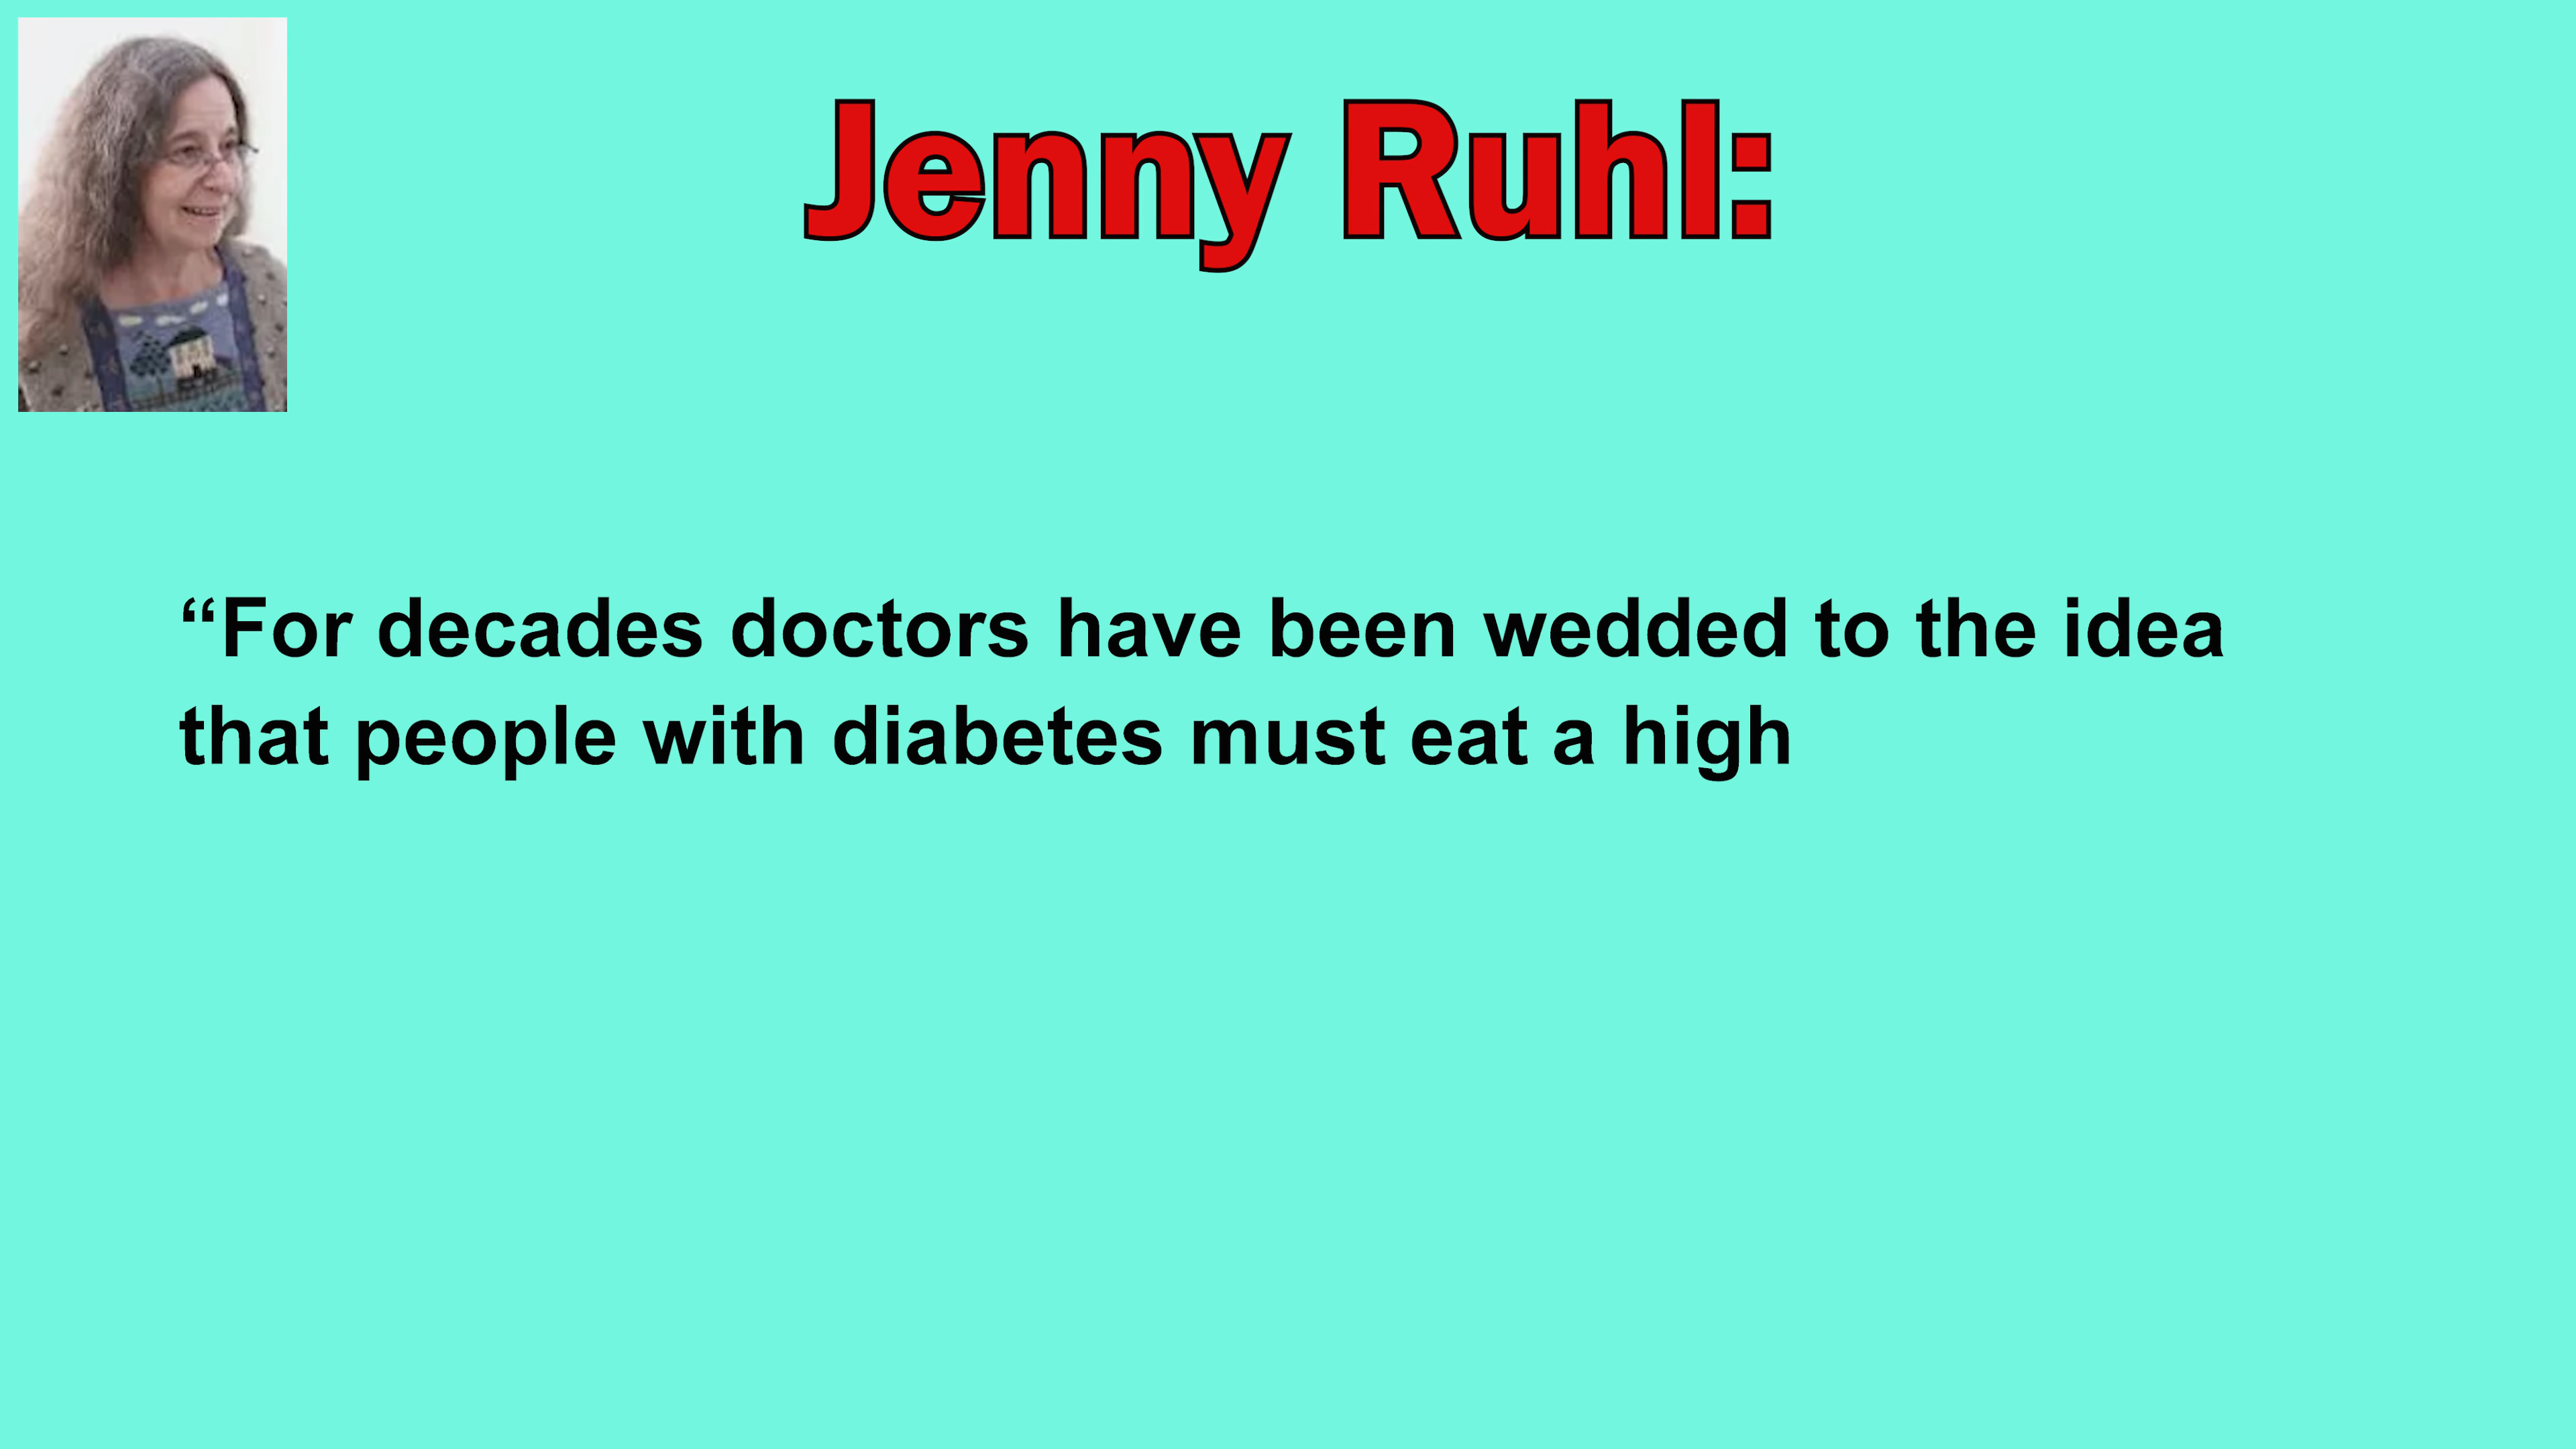 Jenny Ruhl:
“For decades doctors have been wedded to the idea
that people with diabetes must eat a high